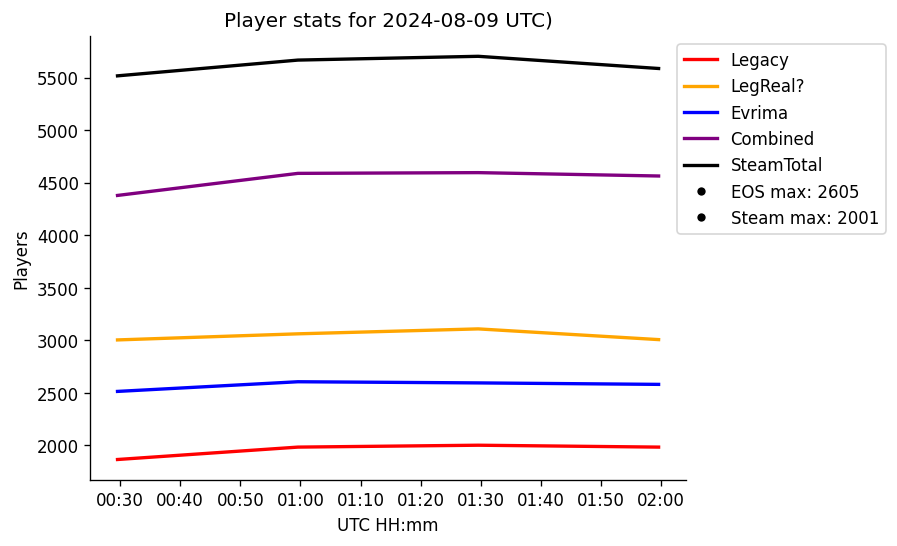 Player stats for 2024-08-09 UTC)
Legacy
LegReal?
Evrima
Combined
SteamTotal
EOS max: 2605
Steam max: 2001
Players
5500
5000
4500
4000
3500
3000
2500
2000
00:30 00:40 00:50 01:00 01:10 01:20 01:30 01:40 01:50 02:00
UTC HH:mm